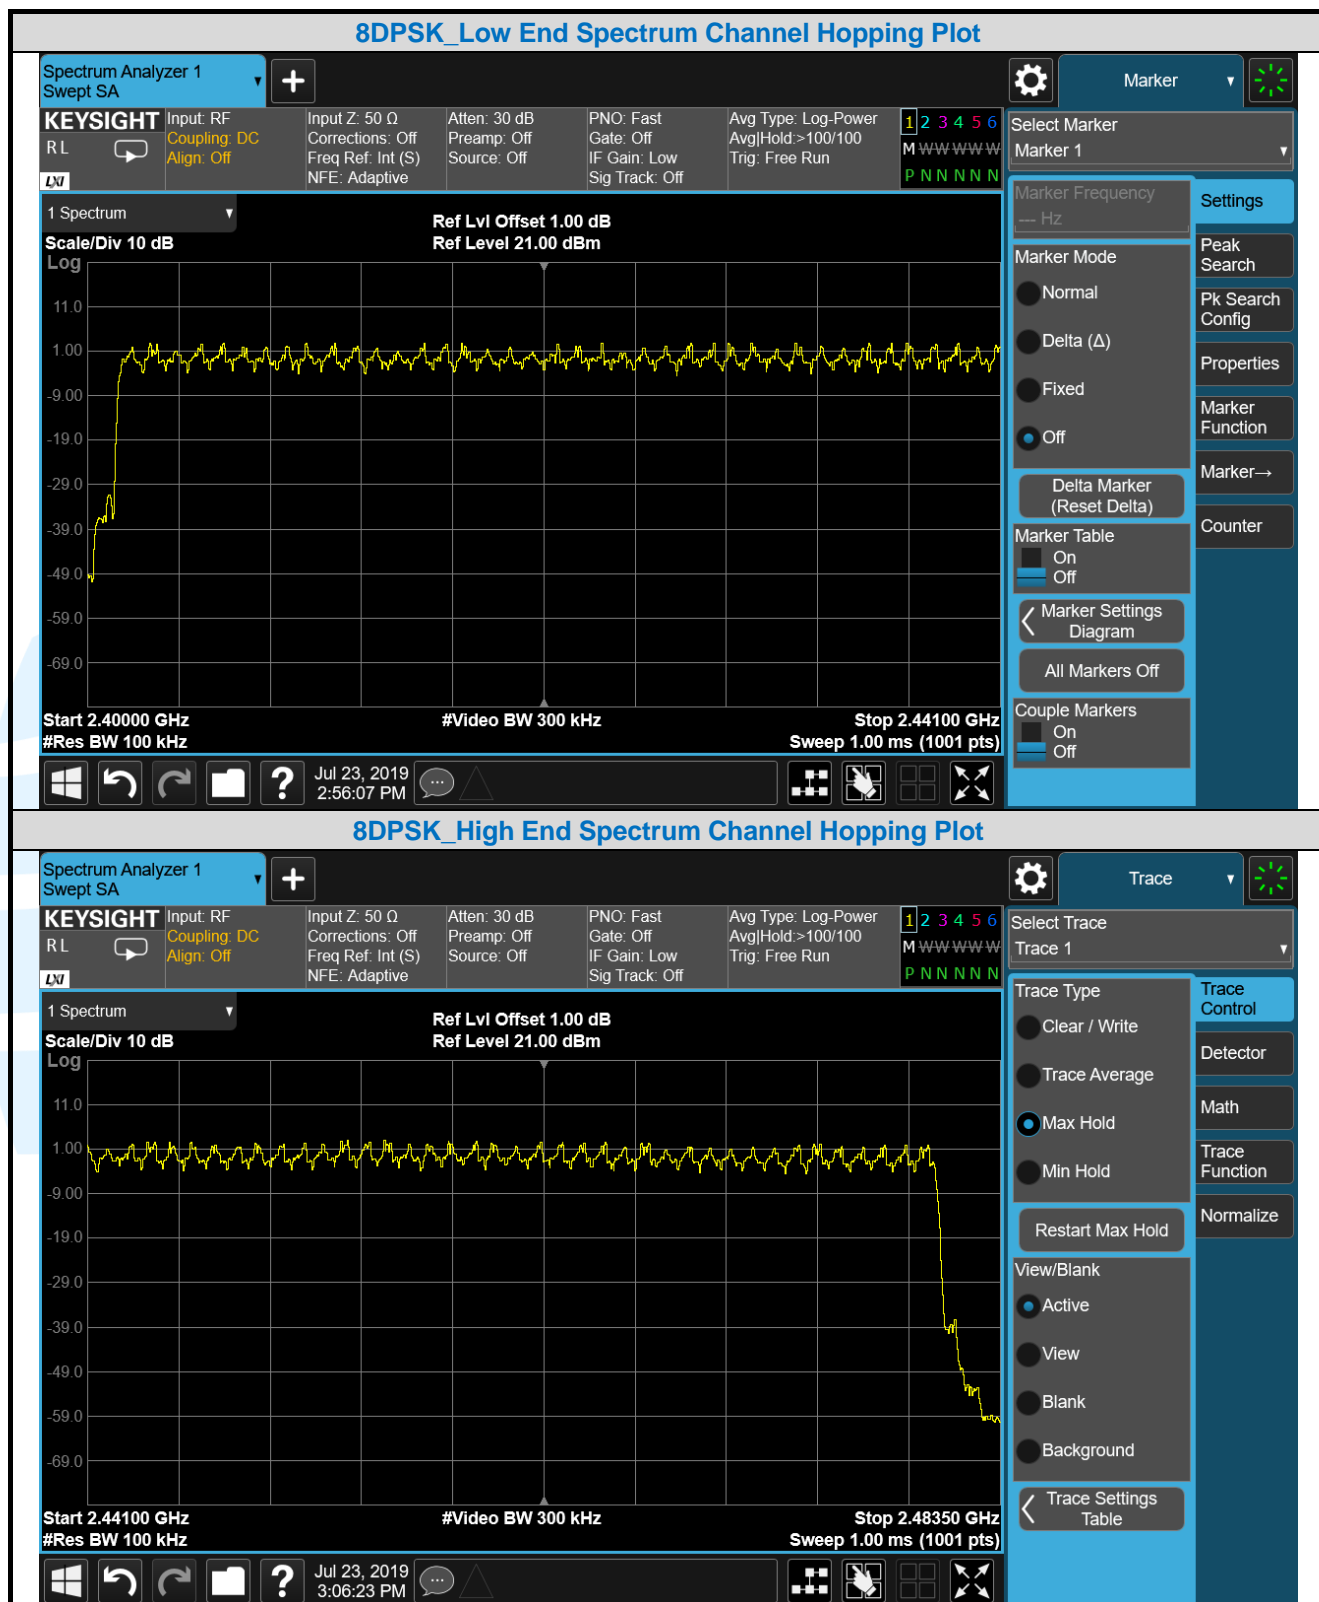 8DPSK_Low End Spectrum Channel Hopping Plot
Spectrum Analyzer 1
Swept SA
Marker
KEYSIGHT
R L
LXI
Input: RF
Coupling: DC
Align: Off
Input Z: 50 Ω
Corrections: Off
Freq Ref: Int (S)
NFE: Adaptive
Atten: 30 dB
Preamp: Off
Source: Off
PNO: Fast
Gate: Off
IF Gain: Low
Sig Track: Off
Avg Type: Log-Power
Avg|Hold:>100/100
Trig: Free Run
1 2 3 4 5 6
M W W W W W
P N N N N N
Select Marker
Marker 1
1 Spectrum
Scale/Div 10 dB
Ref Lvl Offset 1.00 dB
Ref Level 21.00 dBm
Log
11.0
1.00
-9.00
-19.0
-29.0
-39.0
-49.0
-59.0
-69.0
Start 2.40000 GHz
#Video BW 300 kHz
Stop 2.44100 GHz
#Res BW 100 kHz
Sweep 1.00 ms (1001 pts)
Marker Frequency
--- Hz
Marker Mode
Normal
Delta (Δ)
Fixed
Off
Delta Marker
(Reset Delta)
Marker Table
On
Off
Marker Settings
Diagram
All Markers Off
Couple Markers
On
Off
Settings
Peak
Search
Pk Search
Config
Properties
Marker
Function
Marker→
Counter
?
Jul 23, 2019
2:56:07 PM
8DPSK_High End Spectrum Channel Hopping Plot
Spectrum Analyzer 1
Swept SA
Trace
KEYSIGHT
R L
LXI
Input: RF
Coupling: DC
Align: Off
Input Z: 50 Ω
Corrections: Off
Freq Ref: Int (S)
NFE: Adaptive
Atten: 30 dB
Preamp: Off
Source: Off
PNO: Fast
Gate: Off
IF Gain: Low
Sig Track: Off
Avg Type: Log-Power
Avg|Hold:>100/100
Trig: Free Run
1 2 3 4 5 6
M W W W W W
P N N N N N
Select Trace
Trace 1
1 Spectrum
Scale/Div 10 dB
Ref Lvl Offset 1.00 dB
Ref Level 21.00 dBm
Log
11.0
1.00
-9.00
-19.0
-29.0
-39.0
-49.0
-59.0
-69.0
Start 2.44100 GHz
#Video BW 300 kHz
Stop 2.48350 GHz
#Res BW 100 kHz
Sweep 1.00 ms (1001 pts)
Trace Type
Clear / Write
Trace Average
Max Hold
Min Hold
Restart Max Hold
View/Blank
Active
View
Blank
Background
Trace Settings
Table
Trace
Control
Detector
Math
Trace
Function
Normalize
?
Jul 23, 2019
3:06:23 PM